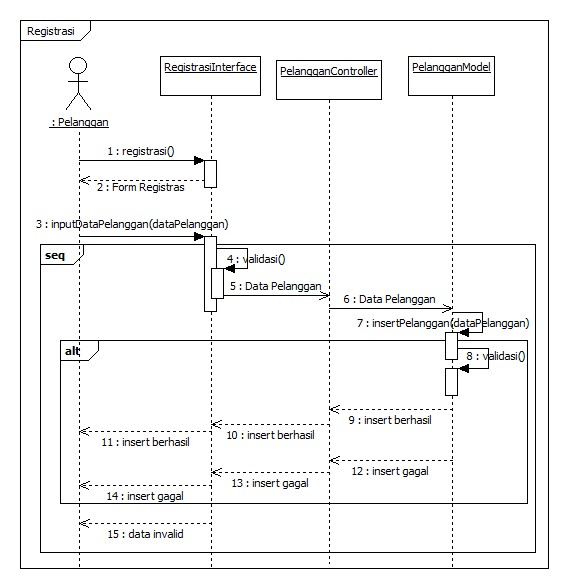 Registrasi
RegistrasiInterface
PelangganController
PelangganModel
: Pelanggan
1 : registrasi()
2 : Form Registras
3 : inputDataPelanggan(dataPelanggan)
seq
4 : validasi()
5 : Data Pelanggan
6 : Data Pelanggan
7 : insertPelanggan(dataPelanggan)
alt
8 : validasi()
9 : insert berhasil
10 : insert berhasil
11 : insert berhasil
12 : insert gagal
13 : insert gagal
14 : insert gagal
15 : data invalid